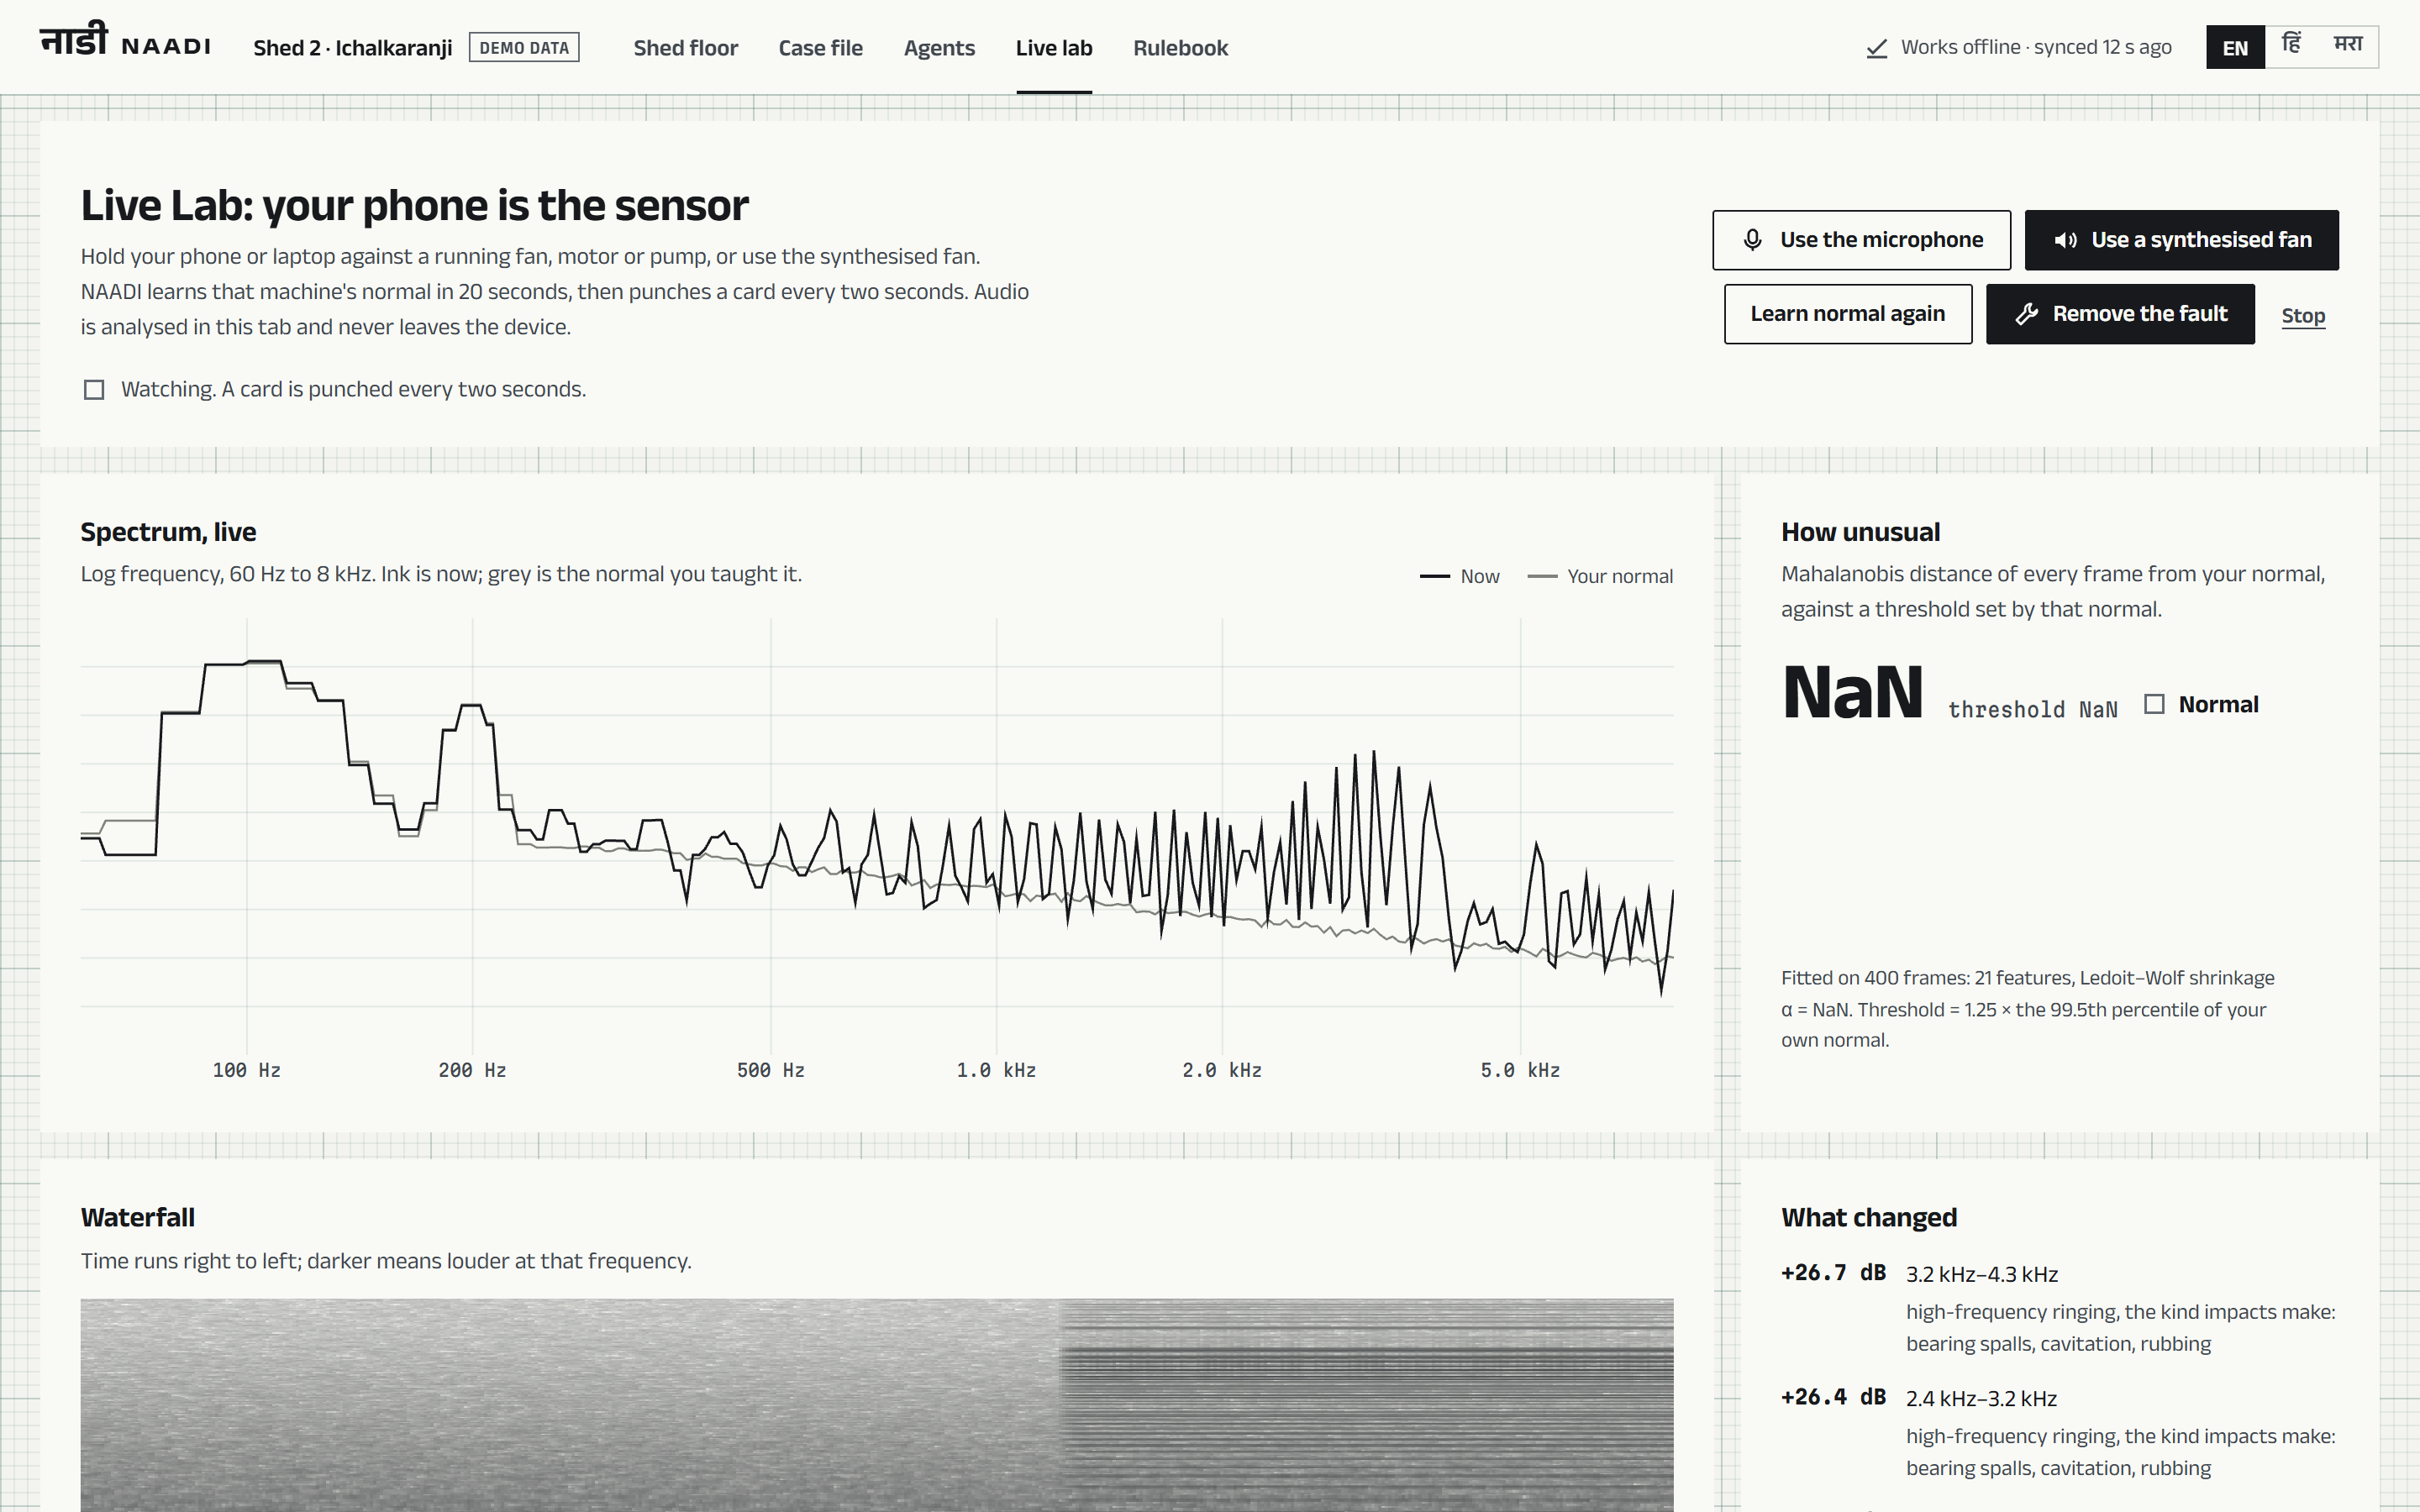 नाडी NAADI
Shed 2 · Ichalkaranji
DEMO DATA
Shed floor
Case file
Agents
Live lab
Rulebook
Works offline · synced 12 s ago
EN
हिं
मरा
Live Lab: your phone is the sensor
Hold your phone or laptop against a running fan, motor or pump, or use the synthesised fan.
NAADI learns that machine's normal in 20 seconds, then punches a card every two seconds. Audio
is analysed in this tab and never leaves the device.
Watching. A card is punched every two seconds.
Use the microphone
Use a synthesised fan
Learn normal again
Remove the fault
Stop
Spectrum, live
Log frequency, 60 Hz to 8 kHz. Ink is now; grey is the normal you taught it.
Now
Your normal
100 Hz
200 Hz
500 Hz
1.0 kHz
2.0 kHz
5.0 kHz
How unusual
Mahalanobis distance of every frame from your normal,
against a threshold set by that normal.
NaN
threshold NaN
Normal
Fitted on 400 frames: 21 features, Ledoit–Wolf shrinkage
α = NaN. Threshold = 1.25 × the 99.5th percentile of your
own normal.
Waterfall
Time runs right to left; darker means louder at that frequency.
What changed
+26.7 dB
3.2 kHz–4.3 kHz
high-frequency ringing, the kind impacts make:
bearing spalls, cavitation, rubbing
+26.4 dB
2.4 kHz–3.2 kHz
high-frequency ringing, the kind impacts make:
bearing spalls, cavitation, rubbing